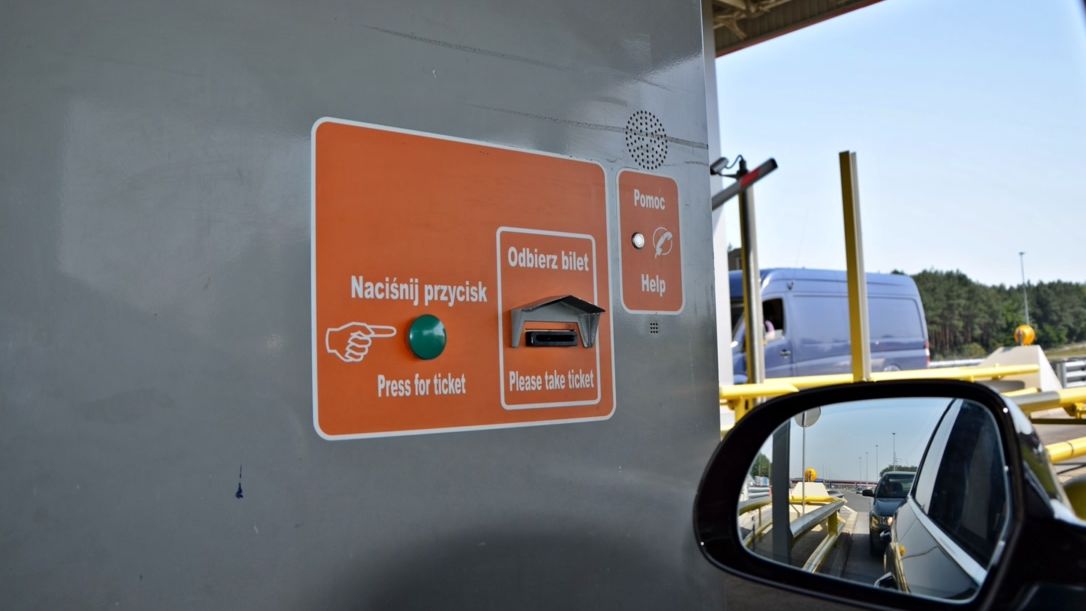 Naciśnij przycisk
Press for ticket
Odbierz bilet
Please take ticket
Pomoc
Help